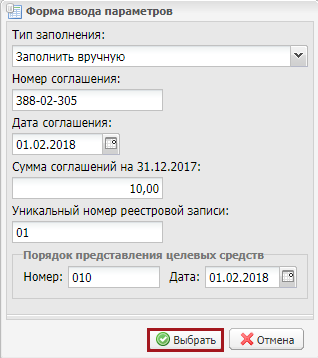 Форма ввода параметров
Тип заполнения:
Заполнить вручную
Номер соглашения:
388-02-305
Дата соглашения:
01.02.2018
Сумма соглашений на 31.12.2017:
10,00
Уникальный номер реестровой записи:
01
Порядок представления целевых средств
Номер: 010 Дата: 01.02.2018
Выбрать Отмена